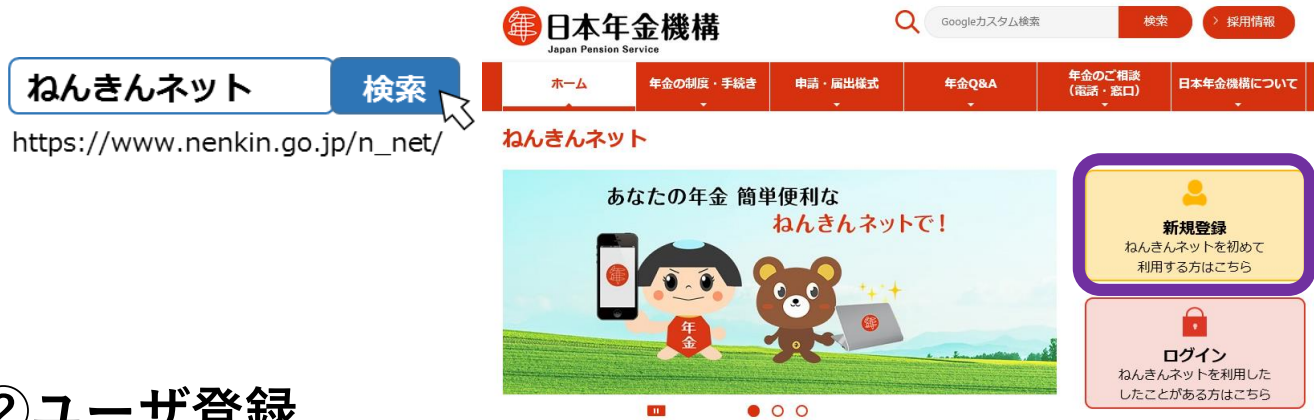 ねんきんネット 検索
https://www.nenkin.go.jp/n_net/
年 日本年金機構
Japan Pension Service
Googleカスタム検索 検索 採用情報
ホーム 年金の制度・手続き 申請・届出様式 年金Q&A 年金のご相談
(電話・窓口) 日本年金機構について
ねんきんネット
あなたの年金 簡単便利な
ねんきんネットで!
年
金
新規登録
ねんきんネットを初めて
利用する方はこちら
ログイン
ねんきんネットを利用した
したことがある方はこちら
②ユーザ登録